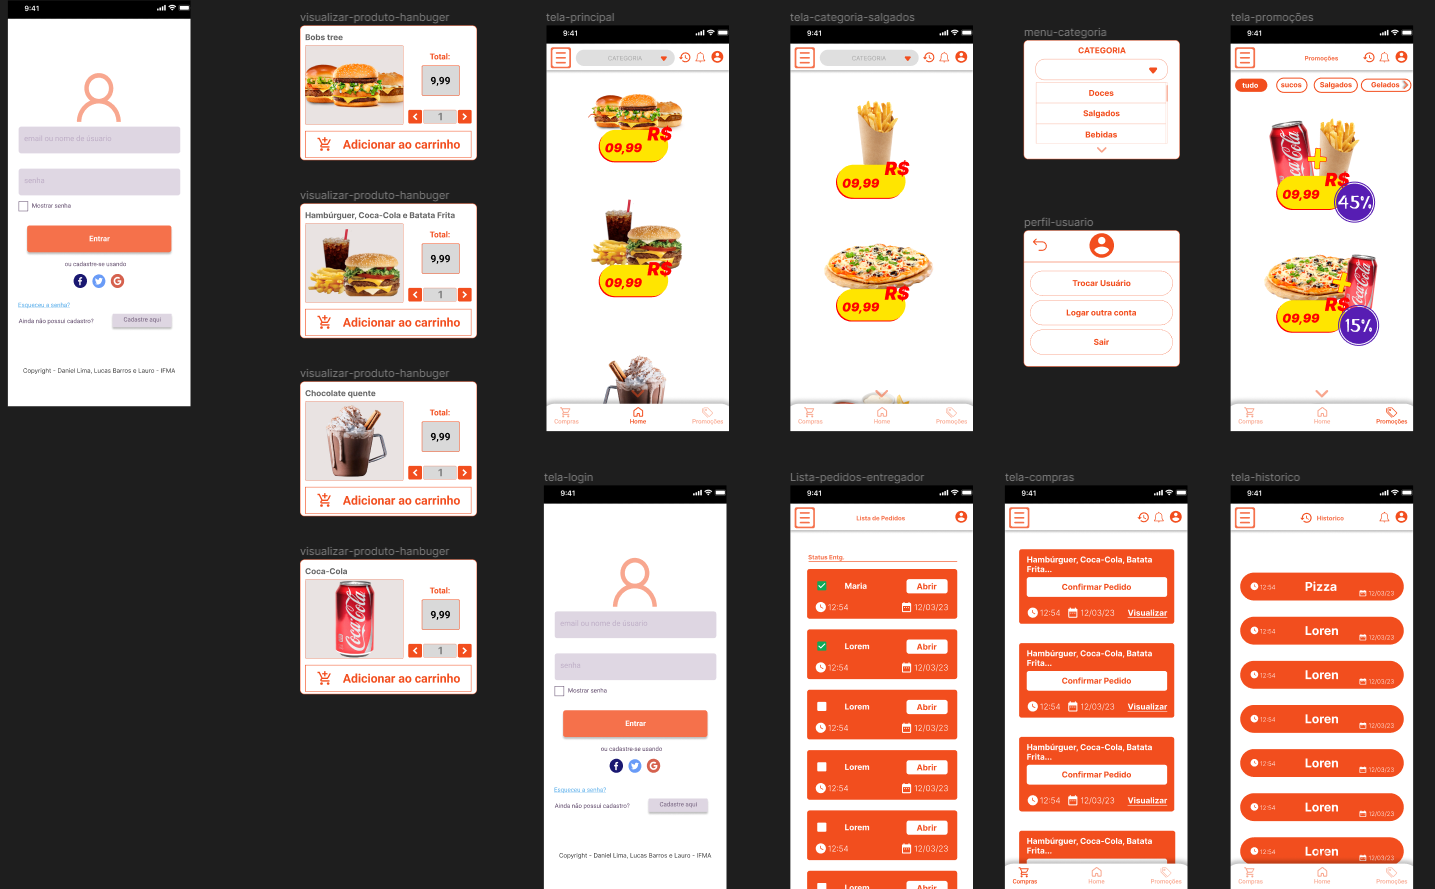 9:41
email ou nome de úsuario
senha
Mostrar senha
Entrar
ou cadastre-se usando
Esqueceu a senha?
Ainda não possui cadastro?
Cadastre aqui
Copyright - Daniel Lima, Lucas Barros e Lauro - IFMA
visualizar-produto-hanbuger
Bobs tree
Total:
9,99
1
Adicionar ao carrinho
visualizar-produto-hanbuger
Hambúrguer, Coca-Cola e Batata Frita
Total:
9,99
1
Adicionar ao carrinho
visualizar-produto-hanbuger
Chocolate quente
Total:
9,99
1
Adicionar ao carrinho
visualizar-produto-hanbuger
Coca-Cola
Coca-Cola
Total:
9,99
1
Adicionar ao carrinho
tela-principal
9:41
CATEGORIA
R$
09,99
R$
09,99
Compras
Home
Promoções
tela-categoria-salgados
9:41
CATEGORIA
R$
09,99
R$
09,99
Compras
Home
Promoções
menu-categoria
CATEGORIA
Doces
Salgados
Bebidas
perfil-usuario
Trocar Usuário
Logar outra conta
Sair
tela-promoções
9:41
Promoções
tudo
sucos
Salgados
Gelados
Coca-Cola
+
R$
09,99
45%
Coca-Cola
+
R$
09,99
15%
Compras
Home
Promoções
tela-login
9:41
email ou nome de úsuario
senha
Mostrar senha
Entrar
ou cadastre-se usando
Esqueceu a senha?
Ainda não possui cadastro?
Cadastre aqui
Copyright - Daniel Lima, Lucas Barros e Lauro - IFMA
Lista-pedidos-entregador
9:41
Lista de Pedidos
Status Entg.
Maria
Abrir
12:54
12/03/23
Lorem
Abrir
12:54
12/03/23
Lorem
Abrir
12:54
12/03/23
Lorem
Abrir
12:54
12/03/23
Lorem
Abrir
12:54
12/03/23
Lorem
Abrir
tela-compras
9:41
Hambúrguer, Coca-Cola, Batata
Frita...
Confirmar Pedido
12:54
12/03/23
Visualizar
Hambúrguer, Coca-Cola, Batata
Frita...
Confirmar Pedido
12:54
12/03/23
Visualizar
Hambúrguer, Coca-Cola, Batata
Frita...
Confirmar Pedido
12:54
12/03/23
Visualizar
Hambúrguer, Coca-Cola, Batata
Frita...
Compras
Home
Promoções
tela-historico
9:41
Historico
12:54
Pizza
12/03/23
12:54
Loren
12/03/23
12:54
Loren
12/03/23
12:54
Loren
12/03/23
12:54
Loren
12/03/23
12:54
Loren
12/03/23
12:54
Loren
12/03/23
Compras
Home
Promoções